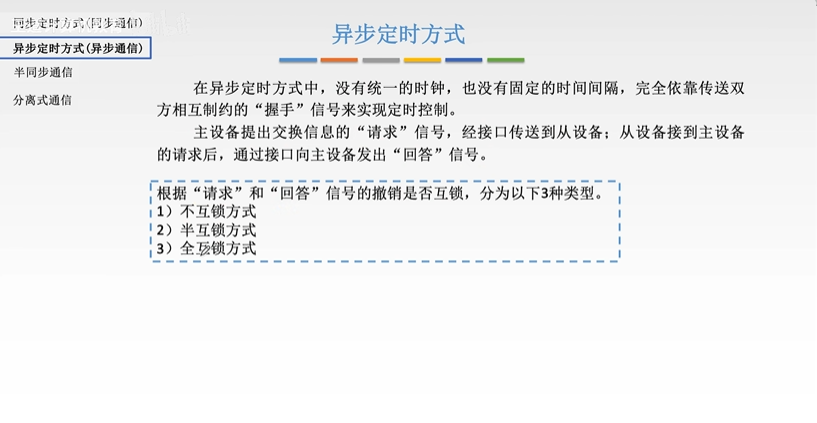 同步定时方式(同步通信)
异步定时方式(异步通信)
半同步通信
分离式通信
异步定时方式
在异步定时方式中，没有统一的时钟，也没有固定的时间间隔，完全依靠传送双
方相互制约的“握手”信号来实现定时控制。
主设备提出交换信息的“请求”信号，经接口传送到从设备；从设备接到主设备
的请求后，通过接口向主设备发出“回答”信号。
根据“请求”和“回答”信号的撤销是否互锁，分为以下3种类型。
1）不互锁方式
2）半互锁方式
3）全互锁方式